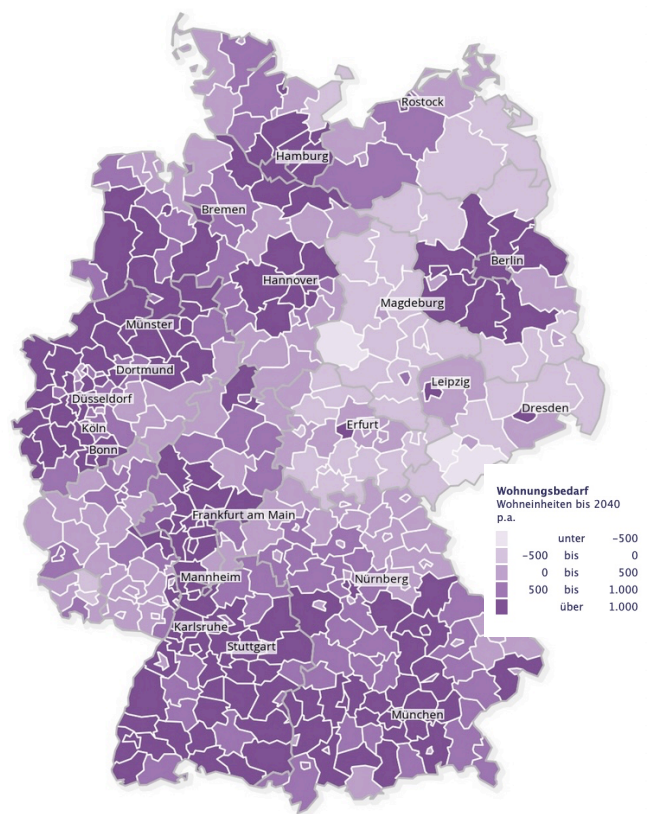 Rostock
Hamburg
Bremen
Berlin
Hannover
Magdeburg
Münster
Dortmund
Leipzig
Düsseldorf
Dresden
Köln
Erfurt
Bonn
Wohnungsbedarf
Wohneinheiten bis 2040
p.a.
unter -500
-500 bis 0
0 bis 500
500 bis 1.000
über 1.000
Frankfurt am Main
Mannheim
Nürnberg
Karlsruhe
Stuttgart
München